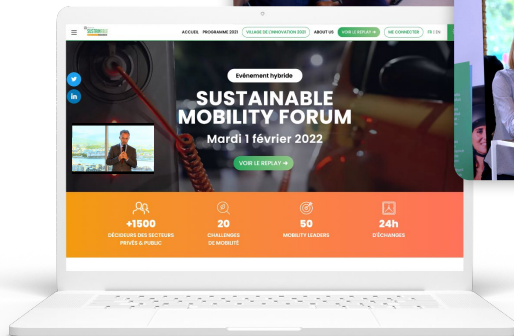 ACCUEIL PROGRAMME 2021 VILLAGE DE L'INNOVATION 2021 ABOUT US VOIR LE REPLAY → ME CONNECTER FR | EN
Evénement hybride
SUSTAINABLE
MOBILITY FORUM
Mardi 1 février 2022
VOIR LE REPLAY →
+1500
DÉCIDEURS DES SECTEURS
PRIVÉS & PUBLIC
20
CHALLENGES
DE MOBILITÉ
50
MOBILITY LEADERS
24h
D'ÉCHANGES